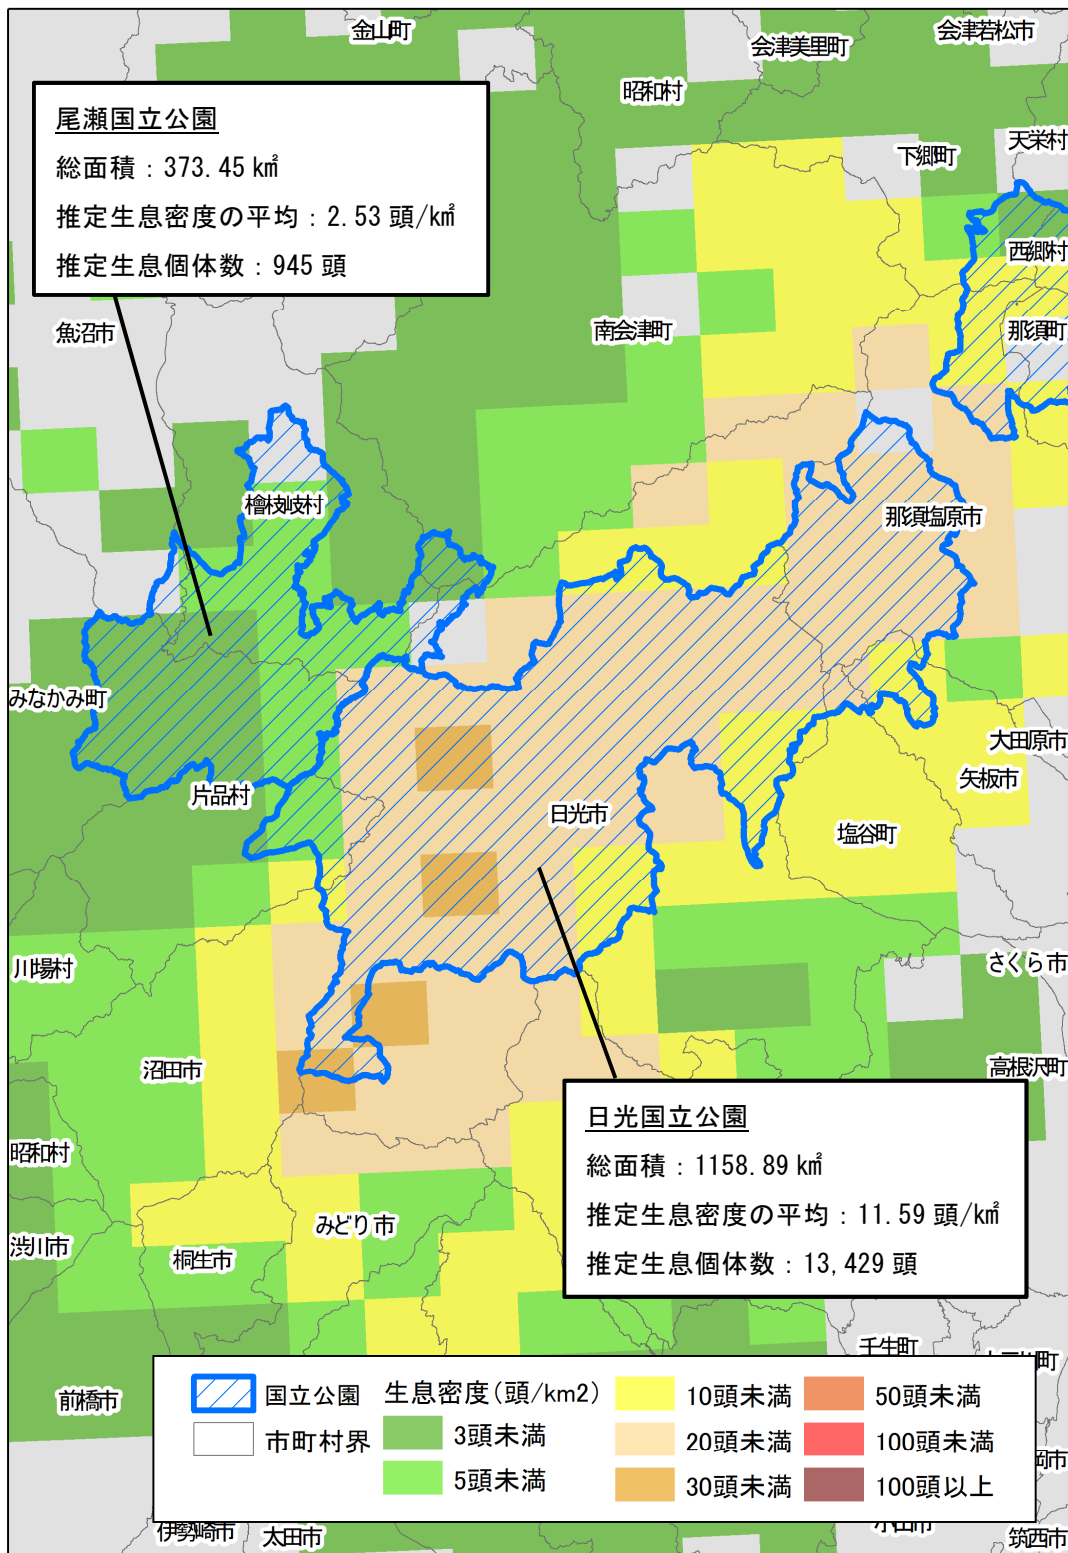 金山町
会津美里町
会津若松市
昭和村
尾瀬国立公園
総面積：373.45 km²
推定生息密度の平均：2.53 頭/km²
推定生息個体数：945 頭
下郷町
天栄村
西郷村
魚沼市
南会津町
那須町
檜枝岐村
那須塩原市
みなかみ町
大田原市
矢板市
片品村
日光市
塩谷町
川場村
さくら市
沼田市
高根沢町
日光国立公園
総面積：1158.89 km²
推定生息密度の平均：11.59 頭/km²
推定生息個体数：13,429 頭
昭和村
渋川市
桐生市
みどり市
壬生町
前橋市
国立公園
市町村界
生息密度(頭/km2)
3頭未満
5頭未満
10頭未満
20頭未満
30頭未満
50頭未満
100頭未満
100頭以上
伊勢崎市
太田市
筑西市